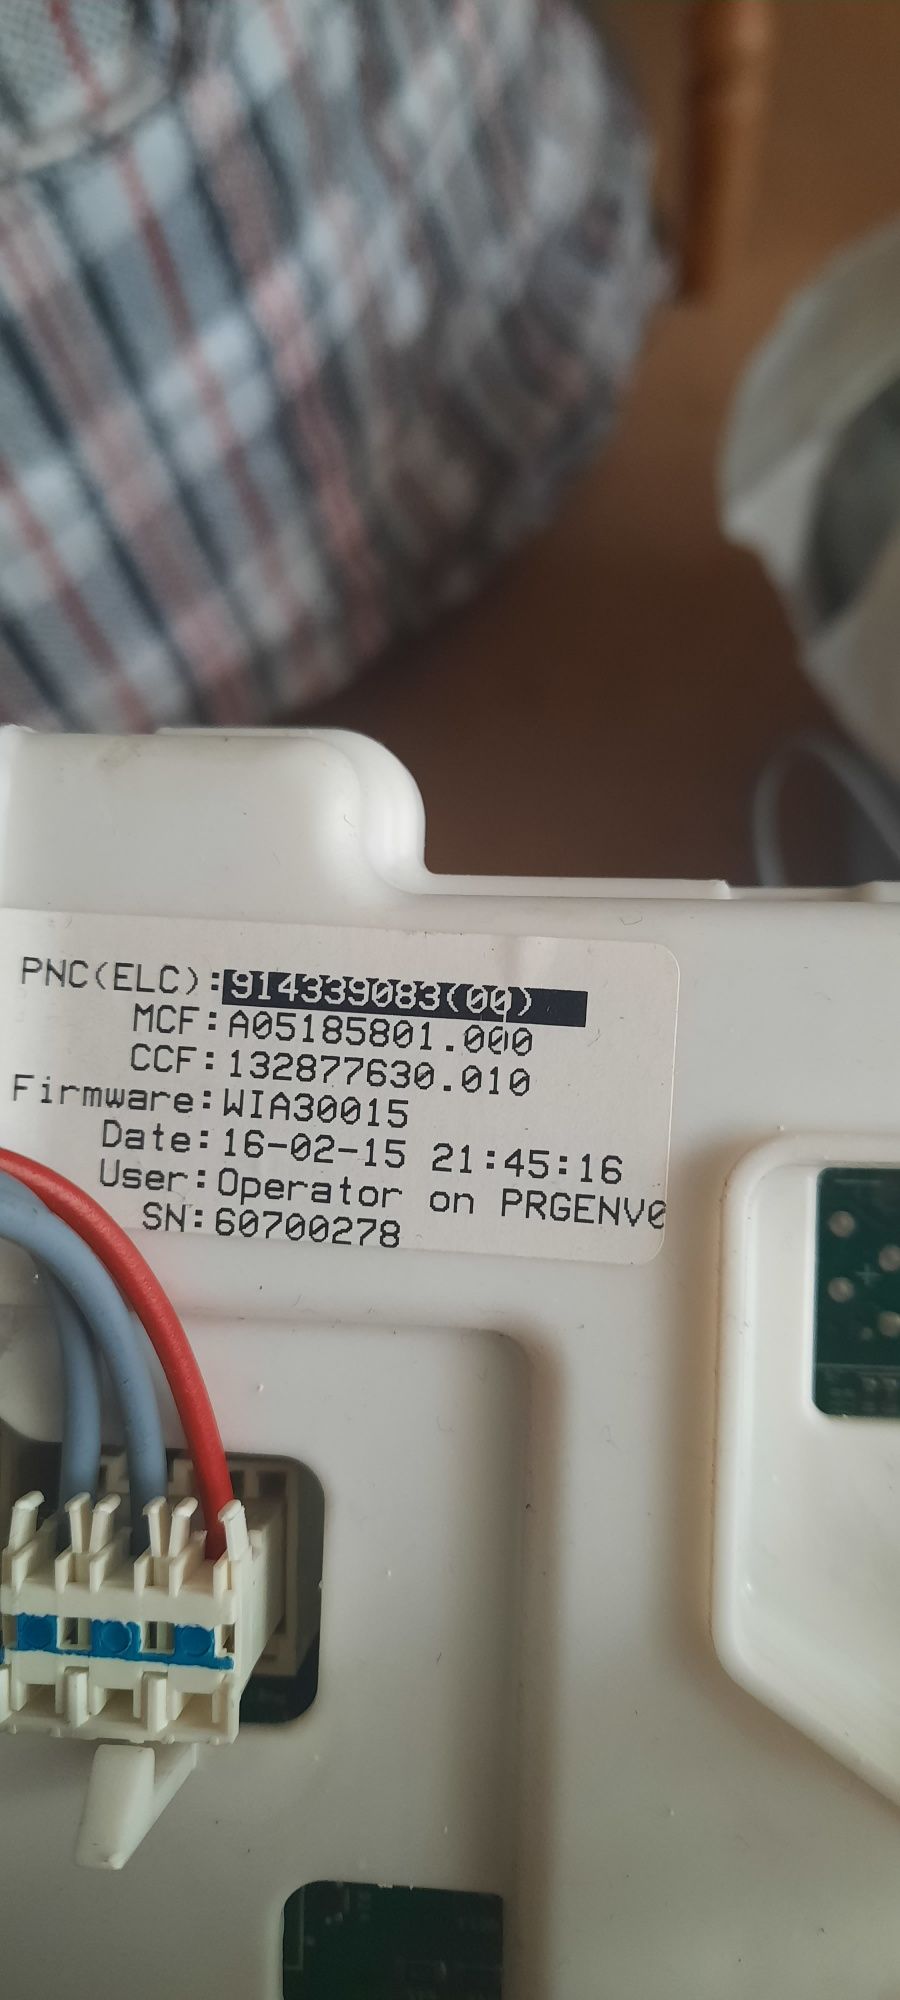 PNC(ELC):914339083(00)
MCF:A05185801.000
CCF:132877630.010
Firmware:WIA30015
Date:16-02-15 21:45:16
User:Operator on PRGENV
SN:60700278